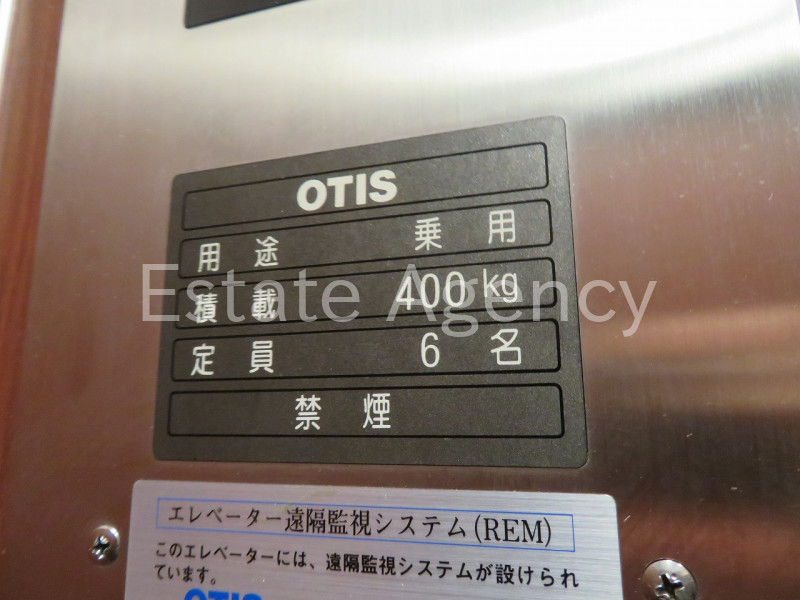 OTIS
用途 乗用
積載 400kg
定員 6名
禁煙
Estate Agency
エレベーター遠隔監視システム(REM)
このエレベーターには、遠隔監視システムが設けられ
ています。
OTIS